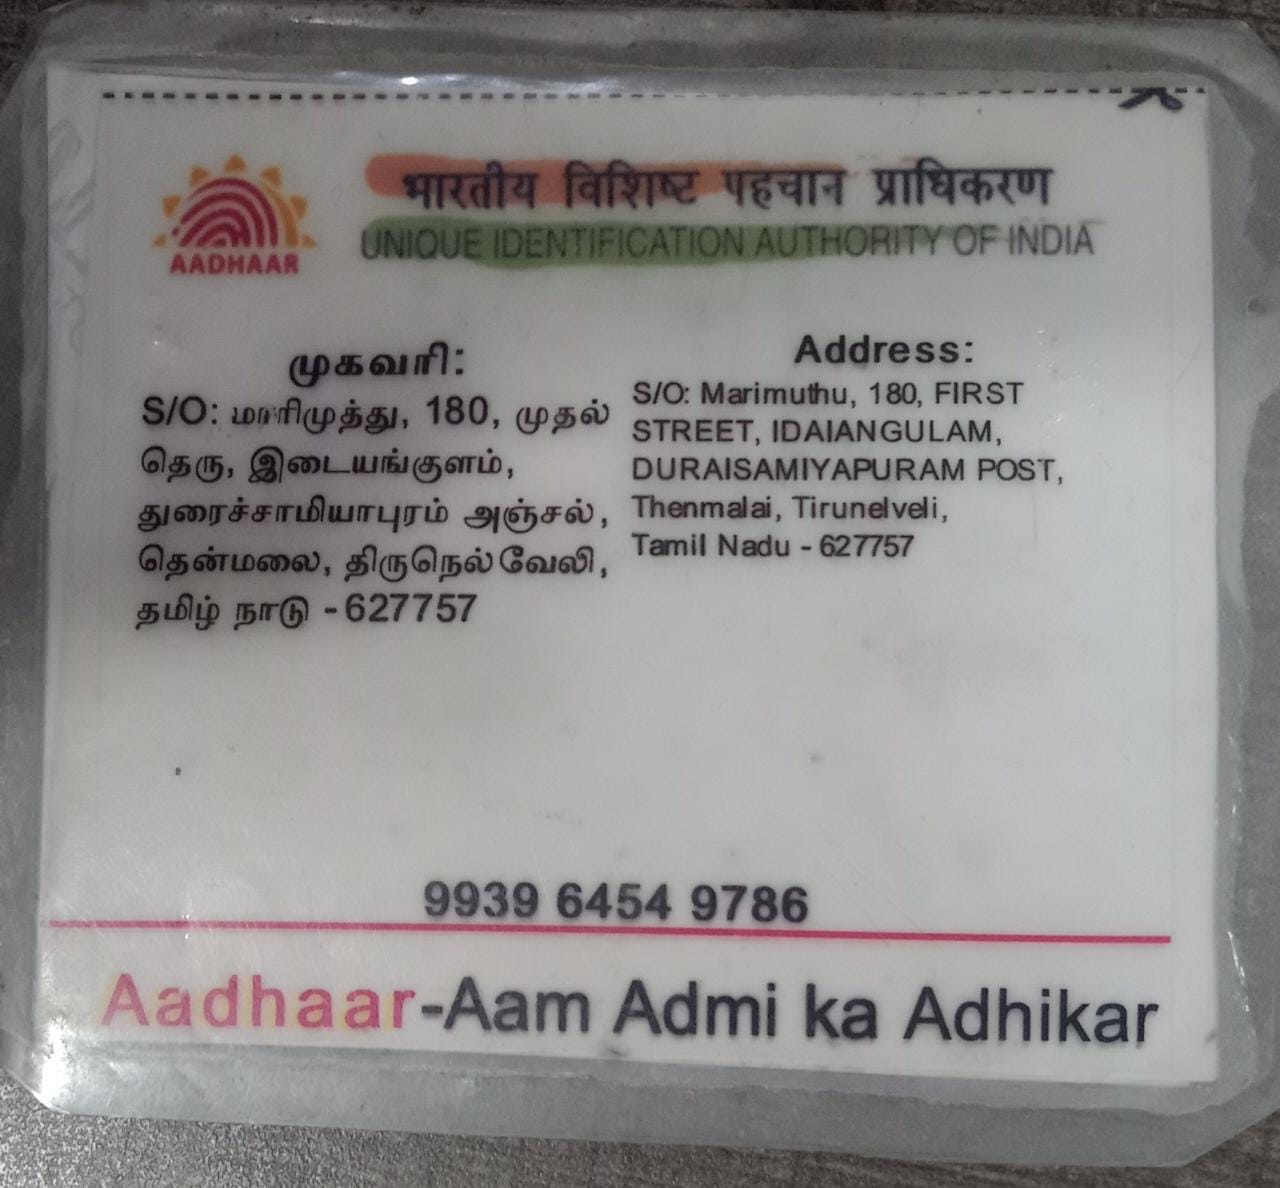 भारतीय विशिष्ट पहचान प्राधिकरण
UNIQUE IDENTIFICATION AUTHORITY OF INDIA
AADHAAR
முகவரி:
S/O: மாரிமுத்து, 180, முதல்
தெரு, இடையங்குளம்,
துரைச்சாமியாபுரம் அஞ்சல்,
தென்மலை, திருநெல்வேலி,
தமிழ் நாடு - 627757
Address:
S/O: Marimuthu, 180, FIRST
STREET, IDAIANGULAM,
DURAISAMIYAPURAM POST,
Thenmalai, Tirunelveli,
Tamil Nadu - 627757
9939 6454 9786
Aadhaar-Aam Admi ka Adhikar